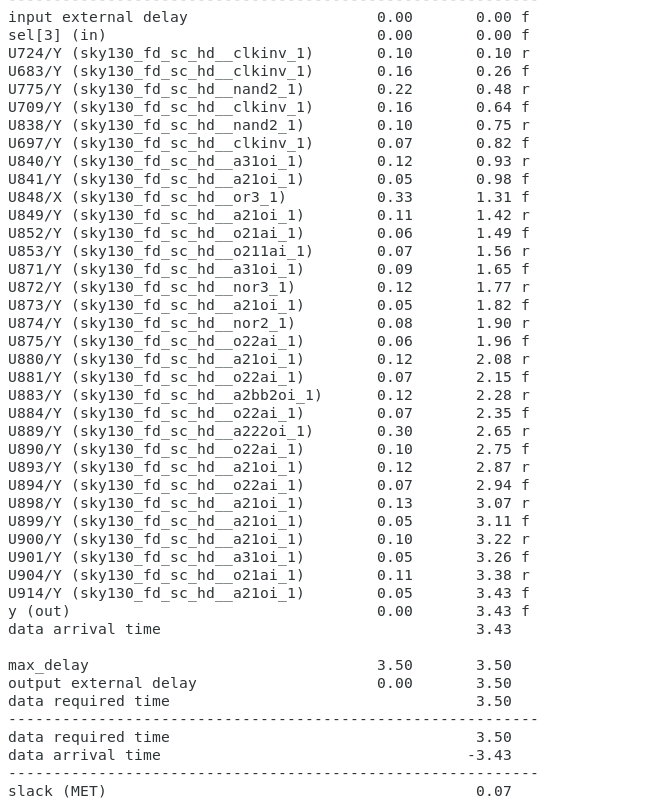 input external delay                     0.00       0.00 f
sel[3] (in)                              0.00       0.00 f
U724/Y (sky130_fd_sc_hd__clkinv_1)       0.10       0.10 r
U683/Y (sky130_fd_sc_hd__clkinv_1)       0.16       0.26 f
U775/Y (sky130_fd_sc_hd__nand2_1)        0.22       0.48 r
U709/Y (sky130_fd_sc_hd__clkinv_1)       0.16       0.64 f
U838/Y (sky130_fd_sc_hd__nand2_1)        0.10       0.75 r
U697/Y (sky130_fd_sc_hd__clkinv_1)       0.07       0.82 f
U840/Y (sky130_fd_sc_hd__a31oi_1)        0.12       0.93 r
U841/Y (sky130_fd_sc_hd__a21oi_1)        0.05       0.98 f
U848/X (sky130_fd_sc_hd__or3_1)          0.33       1.31 f
U849/Y (sky130_fd_sc_hd__a21oi_1)        0.11       1.42 r
U852/Y (sky130_fd_sc_hd__o21ai_1)        0.06       1.49 f
U853/Y (sky130_fd_sc_hd__o211ai_1)       0.07       1.56 r
U871/Y (sky130_fd_sc_hd__a31oi_1)        0.09       1.65 f
U872/Y (sky130_fd_sc_hd__nor3_1)         0.12       1.77 r
U873/Y (sky130_fd_sc_hd__a21oi_1)        0.05       1.82 f
U874/Y (sky130_fd_sc_hd__nor2_1)         0.08       1.90 r
U875/Y (sky130_fd_sc_hd__o22ai_1)        0.06       1.96 f
U880/Y (sky130_fd_sc_hd__a21oi_1)        0.12       2.08 r
U881/Y (sky130_fd_sc_hd__o22ai_1)        0.07       2.15 f
U883/Y (sky130_fd_sc_hd__a2bb2oi_1)      0.12       2.28 r
U884/Y (sky130_fd_sc_hd__o22ai_1)        0.07       2.35 f
U889/Y (sky130_fd_sc_hd__a222oi_1)       0.30       2.65 r
U890/Y (sky130_fd_sc_hd__o22ai_1)        0.10       2.75 f
U893/Y (sky130_fd_sc_hd__a21oi_1)        0.12       2.87 r
U894/Y (sky130_fd_sc_hd__o22ai_1)        0.07       2.94 f
U898/Y (sky130_fd_sc_hd__a21oi_1)        0.13       3.07 r
U899/Y (sky130_fd_sc_hd__a21oi_1)        0.05       3.11 f
U900/Y (sky130_fd_sc_hd__a21oi_1)        0.10       3.22 r
U901/Y (sky130_fd_sc_hd__a31oi_1)        0.05       3.26 f
U904/Y (sky130_fd_sc_hd__o21ai_1)        0.11       3.38 r
U914/Y (sky130_fd_sc_hd__a21oi_1)        0.05       3.43 f
y (out)                                  0.00       3.43 f
data arrival time                                   3.43

max_delay                                3.50       3.50
output external delay                    0.00       3.50
data required time                                  3.50
-----------------------------------------------------------
data required time                                  3.50
data arrival time                                  -3.43
-----------------------------------------------------------
slack (MET)                                         0.07